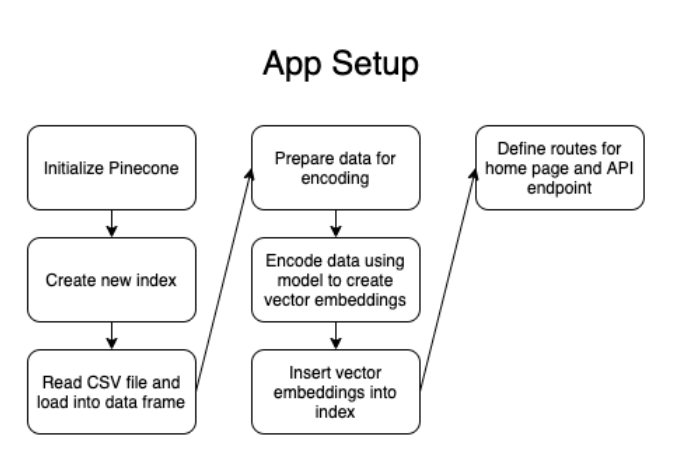 App Setup
Initialize Pinecone
Create new index
Read CSV file and
load into data frame
Prepare data for
encoding
Encode data using
model to create
vector embeddings
Insert vector
embeddings into
index
Define routes for
home page and API
endpoint